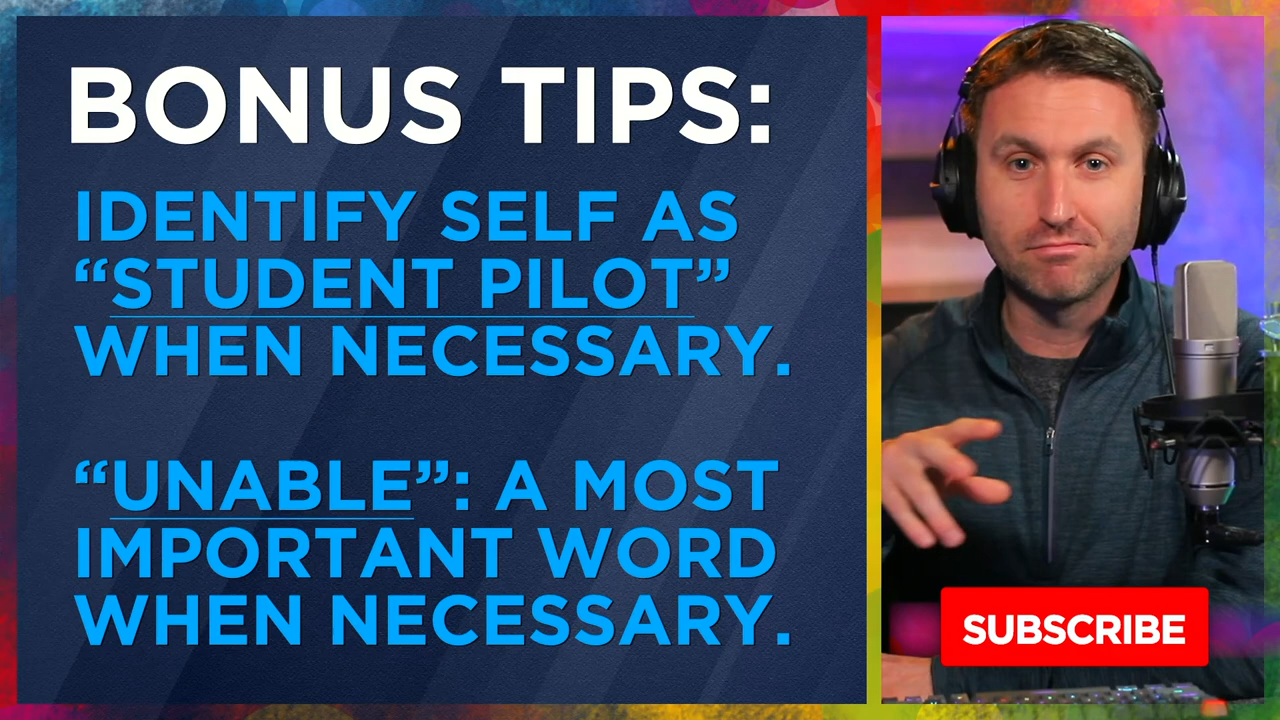 BONUS TIPS:
IDENTIFY SELF AS
“STUDENT PILOT”
WHEN NECESSARY.
“UNABLE”: A MOST
IMPORTANT WORD
WHEN NECESSARY.
SUBSCRIBE